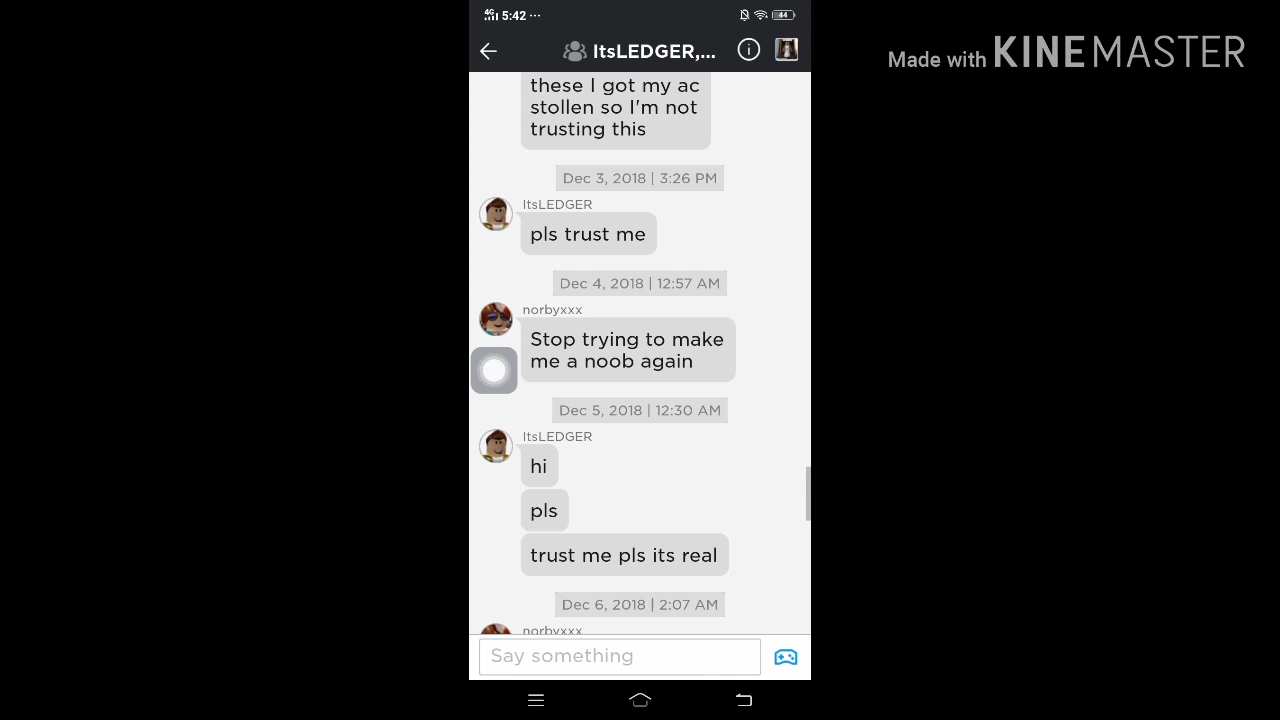 4G 5:42 ...
44
Made with KINEMASTER
ItsLEDGER,...
these I got my ac
stollen so I'm not
trusting this
Dec 3, 2018 | 3:26 PM
ItsLEDGER
pls trust me
Dec 4, 2018 | 12:57 AM
norbyxxx
Stop trying to make
me a noob again
Dec 5, 2018 | 12:30 AM
ItsLEDGER
hi
pls
trust me pls its real
Dec 6, 2018 | 2:07 AM
norbyxxx
Say something